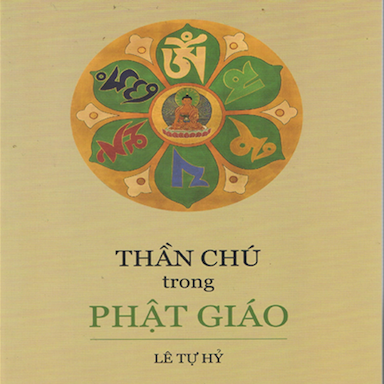 ༀ
THẦN CHÚ
trong
PHẬT GIÁO
LÊ TỰ HỶ